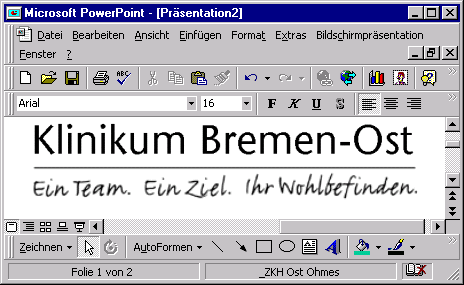 Microsoft PowerPoint - [Präsentation2]
Datei Bearbeiten Ansicht Einfügen Format Extras Bildschirmpräsentation
Fenster ?
Arial 16 F K U S
Klinikum Bremen-Ost
Ein Team. Ein Ziel. Ihr Wohlbefinden.
Zeichnen AutoFormen
Folie 1 von 2 _ZKH Ost Ohmes